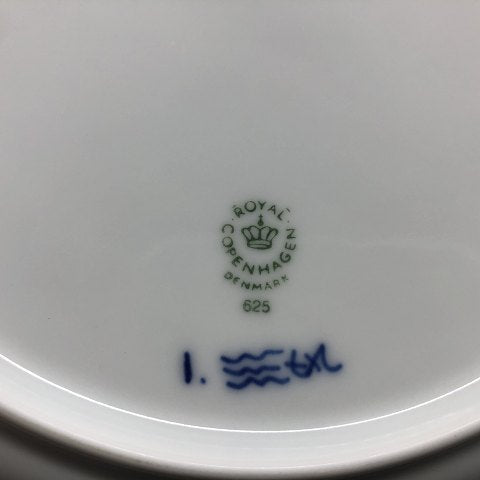 ROYAL
COPENHAGEN
DENMARK
625
1.